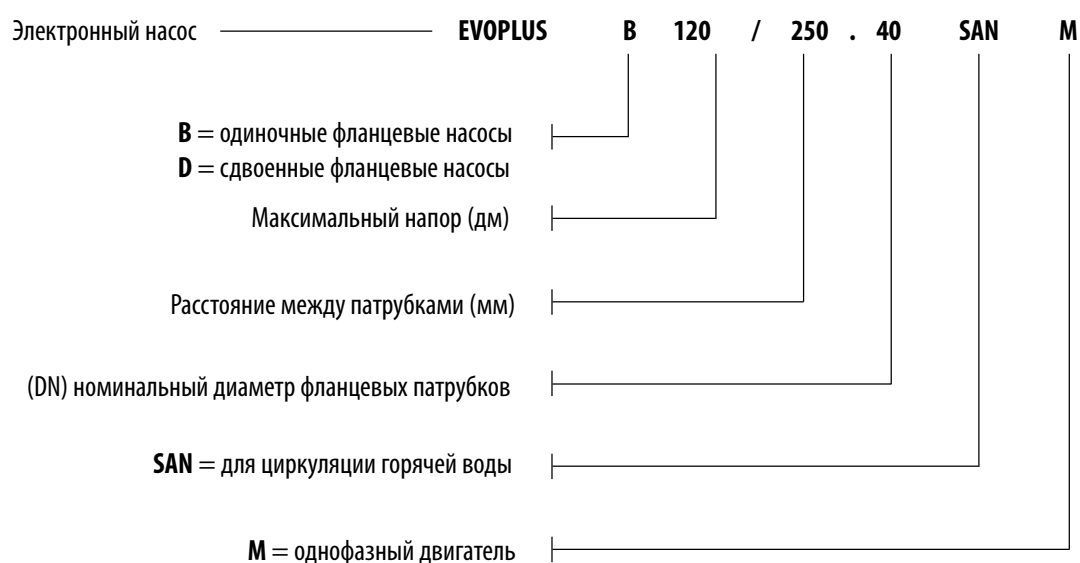 Электронный насос EVOPLUS B 120 / 250 . 40 SAN M
B = одиночные фланцевые насосы
D = сдвоенные фланцевые насосы
Максимальный напор (дм)
Расстояние между патрубками (мм)
(DN) номинальный диаметр фланцевых патрубков
SAN = для циркуляции горячей воды
M = однофазный двигатель